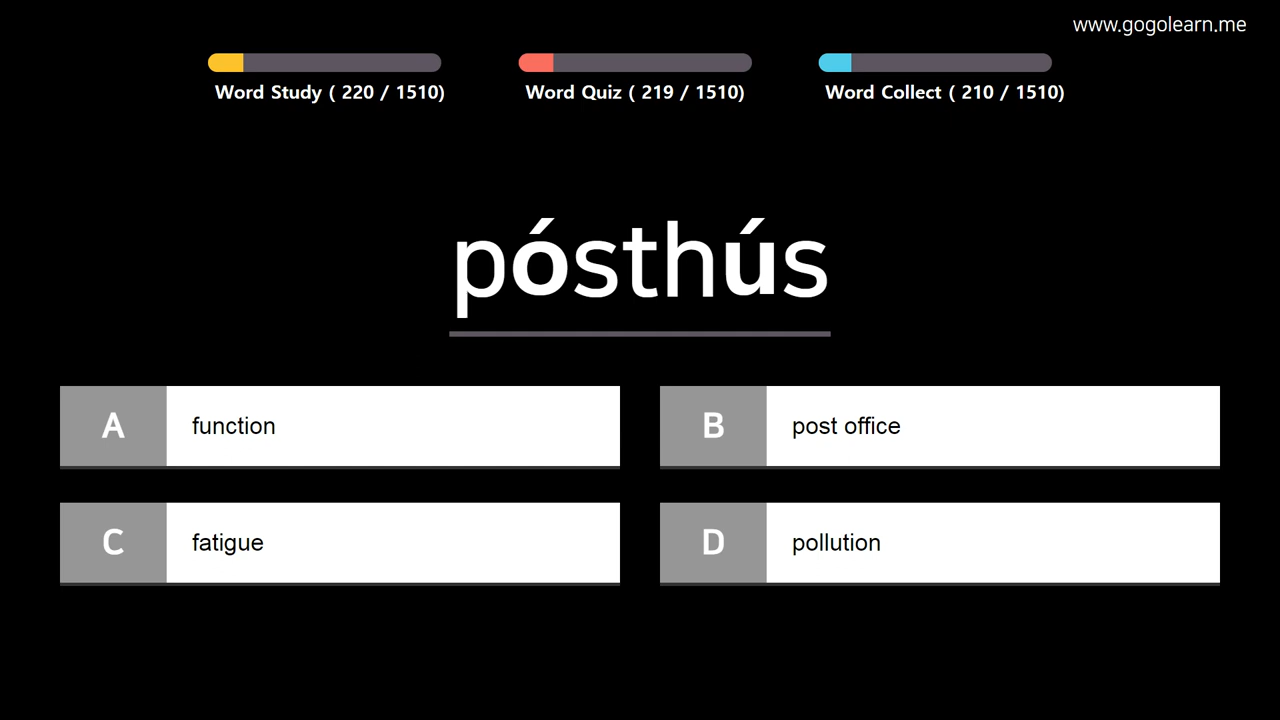 www.gogolearn.me
Word Study ( 220 / 1510)
Word Quiz ( 219 / 1510)
Word Collect ( 210 / 1510)
pósthús
A function
B post office
C fatigue
D pollution